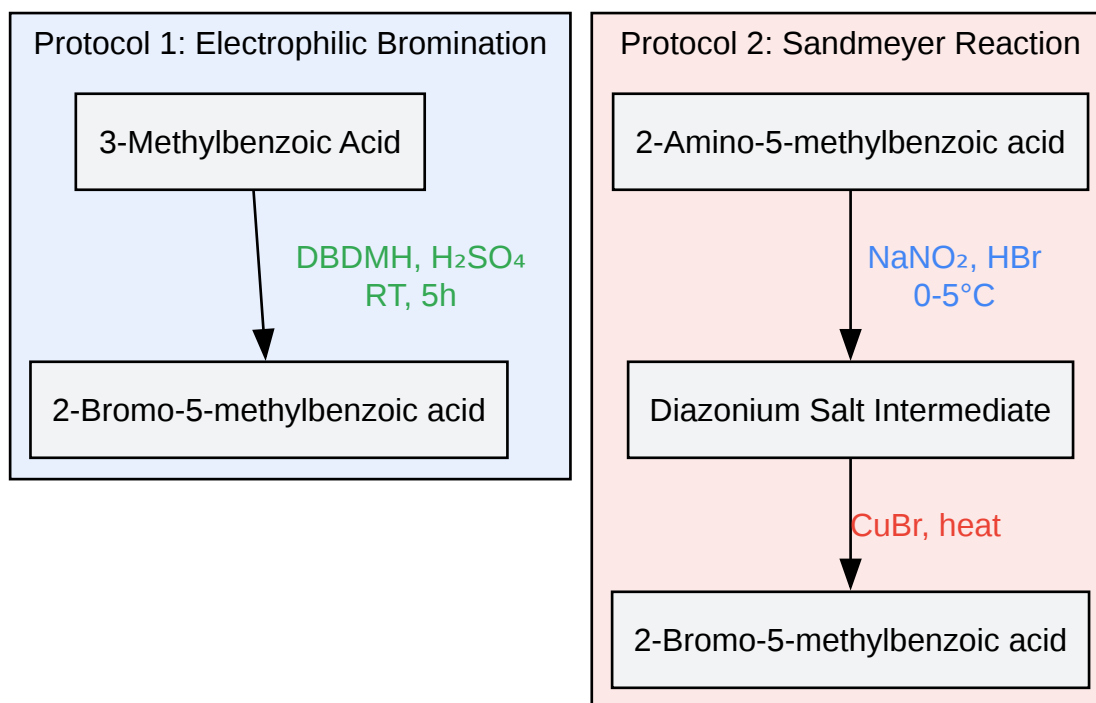 Protocol 1: Electrophilic Bromination
3-Methylbenzoic Acid
DBDMH, H₂SO₄
RT, 5h
2-Bromo-5-methylbenzoic acid
Protocol 2: Sandmeyer Reaction
2-Amino-5-methylbenzoic acid
NaNO₂, HBr
0-5°C
Diazonium Salt Intermediate
CuBr, heat
2-Bromo-5-methylbenzoic acid